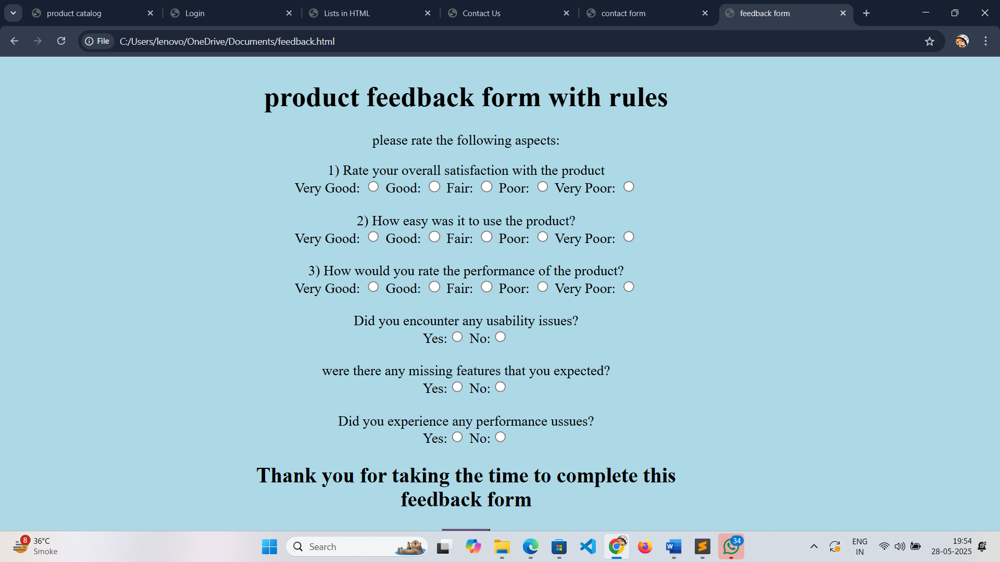 product catalog
Login
Lists in HTML
Contact Us
contact form
feedback form
File C:/Users/lenovo/OneDrive/Documents/feedback.html
product feedback form with rules
please rate the following aspects:
1) Rate your overall satisfaction with the product
Very Good: Good: Fair: Poor: Very Poor:
2) How easy was it to use the product?
Very Good: Good: Fair: Poor: Very Poor:
3) How would you rate the performance of the product?
Very Good: Good: Fair: Poor: Very Poor:
Did you encounter any usability issues?
Yes: No:
were there any missing features that you expected?
Yes: No:
Did you experience any performance ussues?
Yes: No:
Thank you for taking the time to complete this
feedback form
8
36°C
Smoke
Search
34
ENG
IN
19:54
28-05-2025